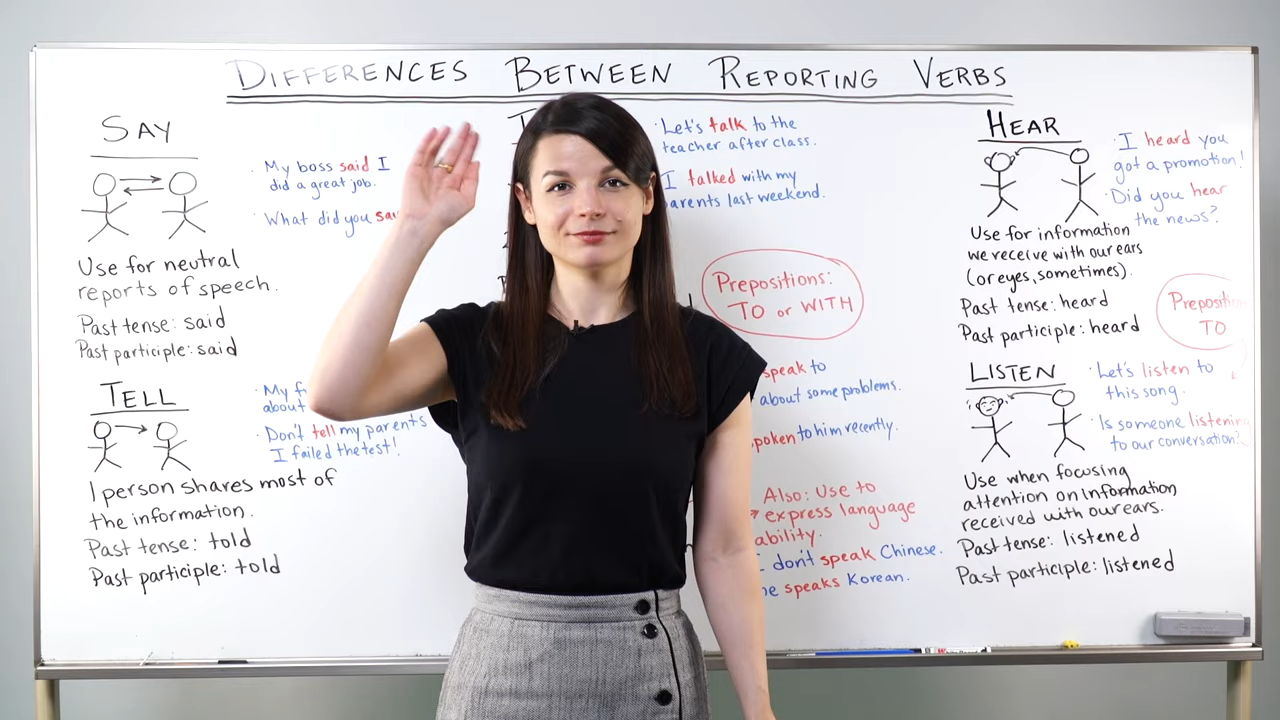 DIFFERENCES BETWEEN REPORTING VERBS
SAY
· My boss said I
did a great job.
· What did you
Use for neutral
reports of speech.
Past tense: said
Past participle: said
TELL
· My
about
· Don't tell my parents
I failed the test!
1 person shares most of
the information.
Past tense: told
Past participle: told
· Let's talk to the
teacher after class.
I talked with my
last weekend.
Prepositions:
TO or WITH
speak to
about some problems.
to him recently.
Also: Use to
express language
ability.
I don't speak Chinese.
speaks Korean.
HEAR
· I heard you
got a promotion!
· Did you hear
the news?
Use for information
we receive with our ears
(or eyes, sometimes).
Past tense: heard
Past participle: heard
TO
LISTEN
· Let's listen to
this song.
· Is someone listening
to our conversation?
Use when focusing
attention on information
received with our ears.
Past tense: listened
Past participle: listened